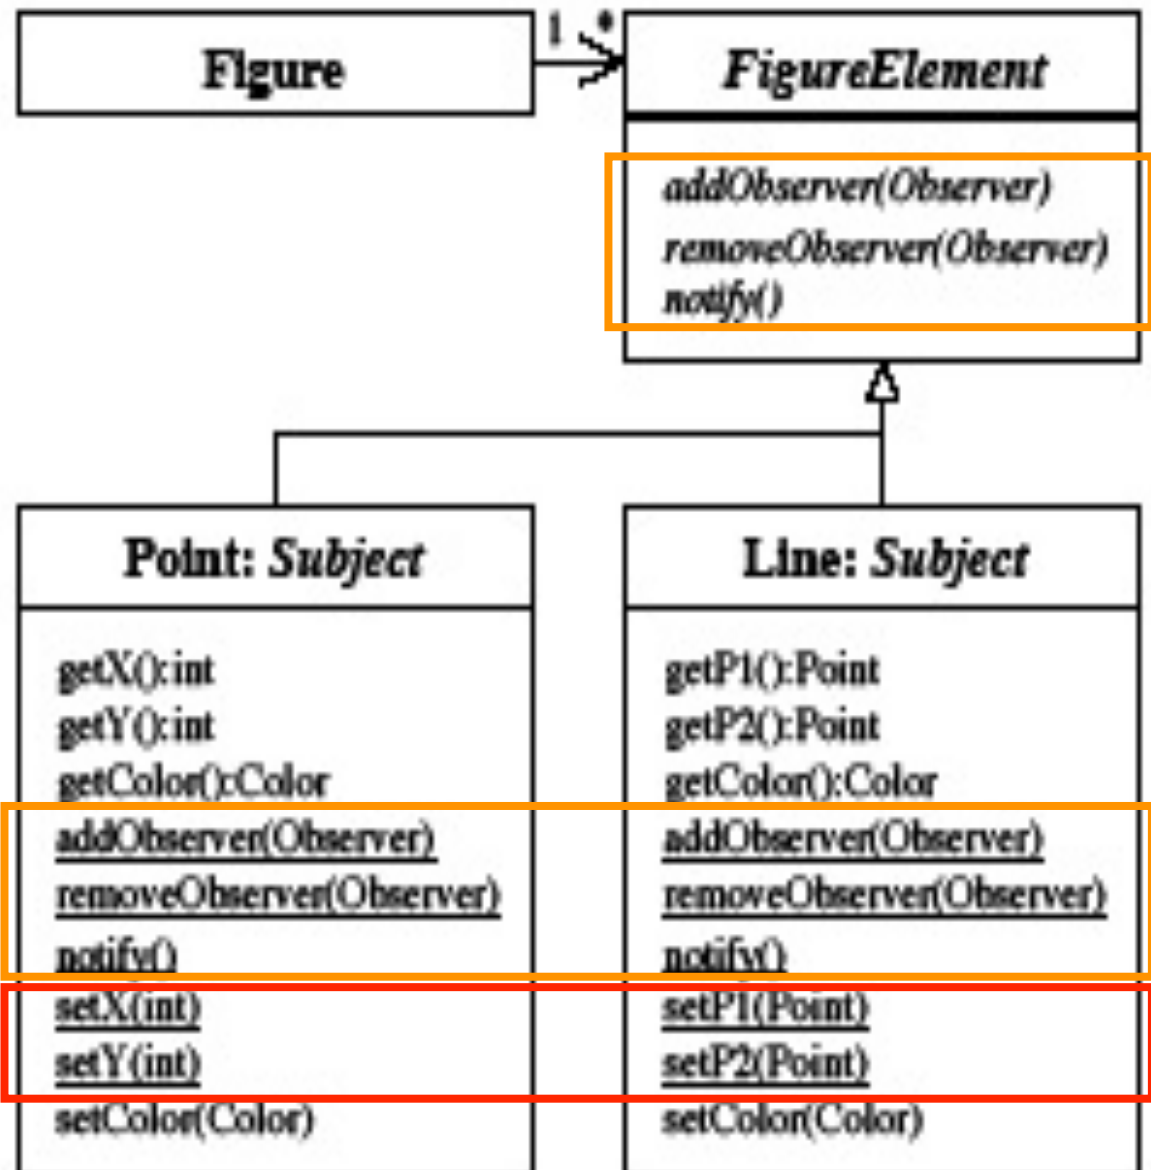 Figure
1 *
FigureElement
addObserver(Observer)
removeObserver(Observer)
notify()
Point: Subject
getX():int
getY():int
getColor():Color
addObserver(Observer)
removeObserver(Observer)
notify()
setX(int)
setY(int)
setColor(Color)
Line: Subject
getP1():Point
getP2():Point
getColor():Color
addObserver(Observer)
removeObserver(Observer)
notify()
setP1(Point)
setP2(Point)
setColor(Color)